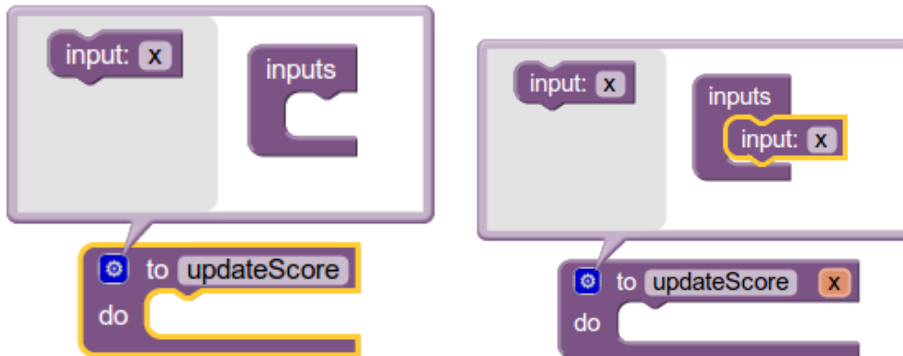 input: x
inputs
to updateScore
do
input: x
inputs
input: x
to updateScore x
do